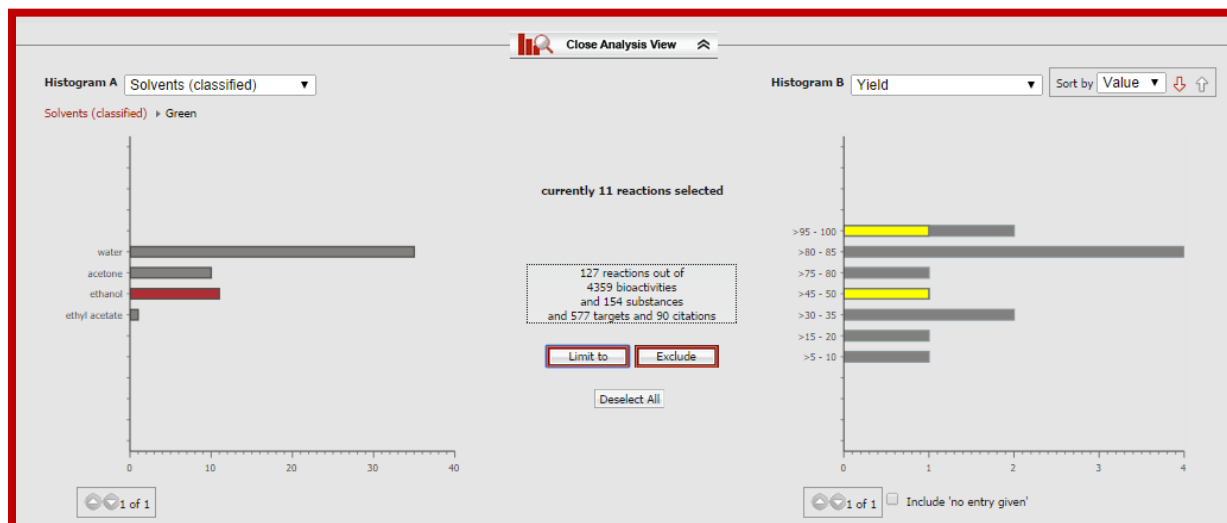 Close Analysis View
Histogram A Solvents (classified)
Histogram B Yield Sort by Value
Solvents (classified) Green
currently 11 reactions selected
water
acetone
ethanol
ethyl acetate
0 10 20 30 40
127 reactions out of
4359 bioactivities
and 154 substances
and 577 targets and 90 citations
Limit to Exclude
Deselect All
>95 - 100
>80 - 85
>75 - 80
>45 - 50
>30 - 35
>15 - 20
>5 - 10
0 1 2 3 4
1 of 1
1 of 1 Include 'no entry given'